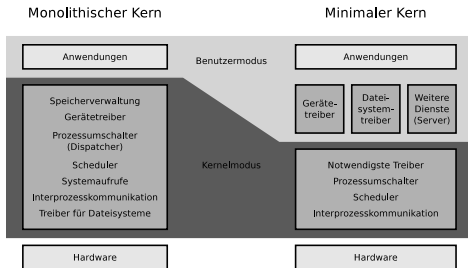 Monolithischer Kern
Minimaler Kern
Anwendungen
Benutzermodus
Anwendungen
Speicherverwaltung
Gerätetreiber
Prozessumschalter
(Dispatcher)
Scheduler
Systemaufrufe
Interprozesskommunikation
Treiber für Dateisysteme
Kernelmodus
Geräte-
treiber
Datei-
system-
treiber
Weitere
Dienste
(Server)
Notwendigste Treiber
Prozessumschalter
Scheduler
Interprozesskommunikation
Hardware
Hardware